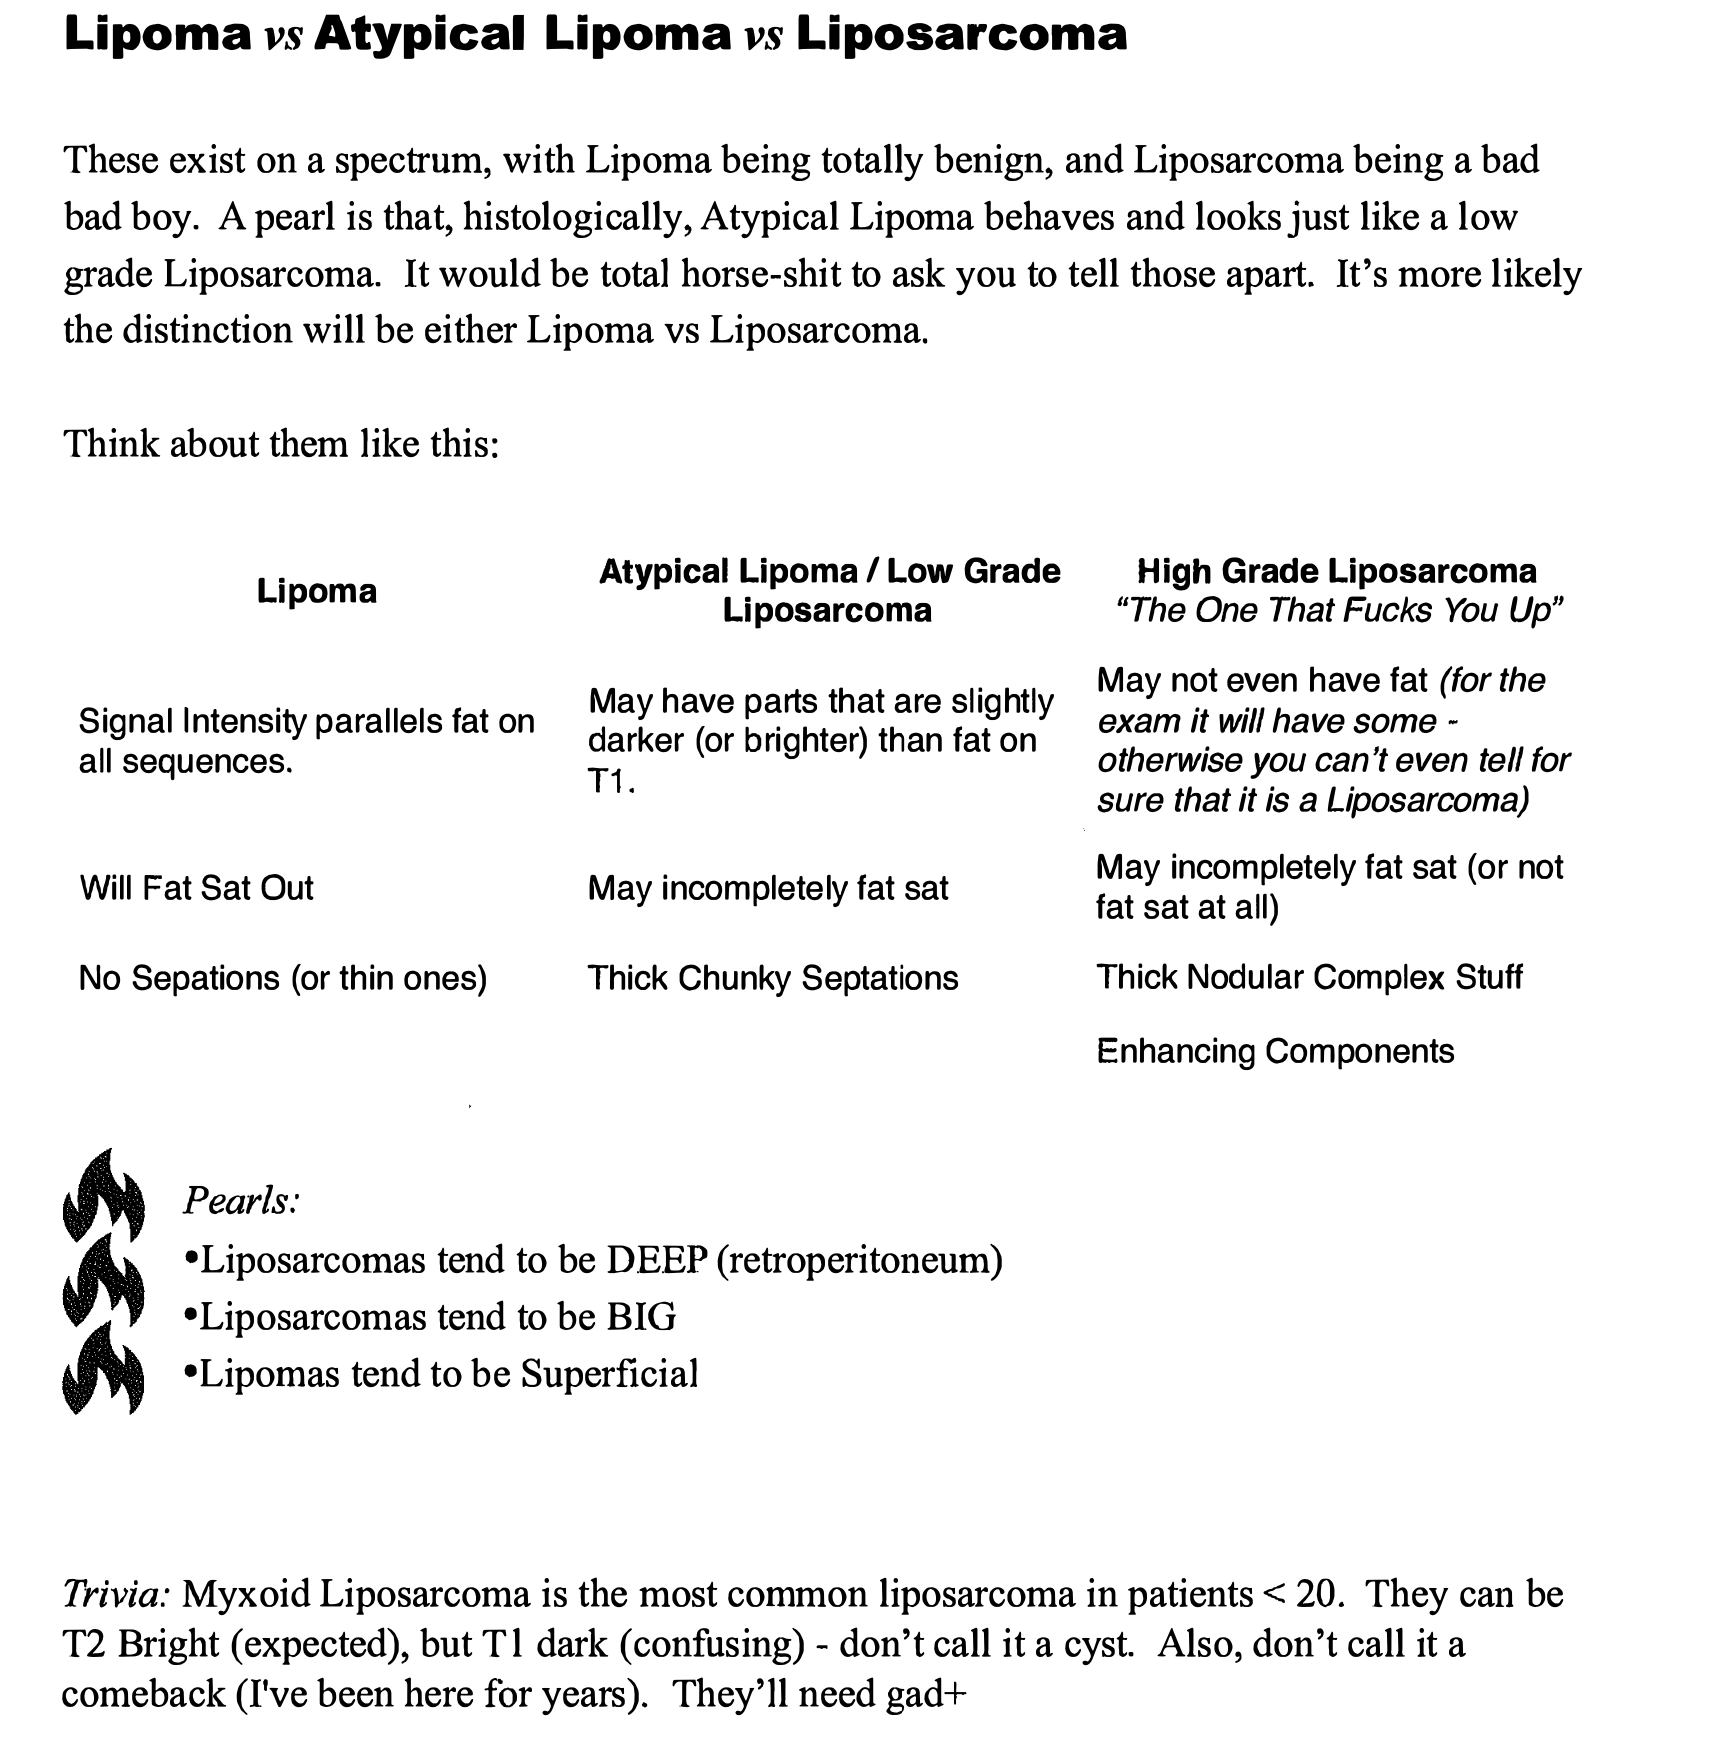 Lipoma vs Atypical Lipoma vs Liposarcoma
These exist on a spectrum, with Lipoma being totally benign, and Liposarcoma being a bad
bad boy. A pearl is that, histologically, Atypical Lipoma behaves and looks just like a low
grade Liposarcoma. It would be total horse-shit to ask you to tell those apart. It’s more likely
the distinction will be either Lipoma vs Liposarcoma.
Think about them like this:
Lipoma
Atypical Lipoma / Low Grade
Liposarcoma
High Grade Liposarcoma
“The One That Fucks You Up”
Signal Intensity parallels fat on
all sequences.
May have parts that are slightly
darker (or brighter) than fat on
T1.
May not even have fat (for the
exam it will have some -
otherwise you can’t even tell for
sure that it is a Liposarcoma)
Will Fat Sat Out
May incompletely fat sat
May incompletely fat sat (or not
fat sat at all)
No Sepations (or thin ones)
Thick Chunky Septations
Thick Nodular Complex Stuff
Enhancing Components
Pearls:
•Liposarcomas tend to be DEEP (retroperitoneum)
•Liposarcomas tend to be BIG
•Lipomas tend to be Superficial
Trivia: Myxoid Liposarcoma is the most common liposarcoma in patients < 20. They can be
T2 Bright (expected), but T1 dark (confusing) - don’t call it a cyst. Also, don’t call it a
comeback (I've been here for years). They’ll need gad+